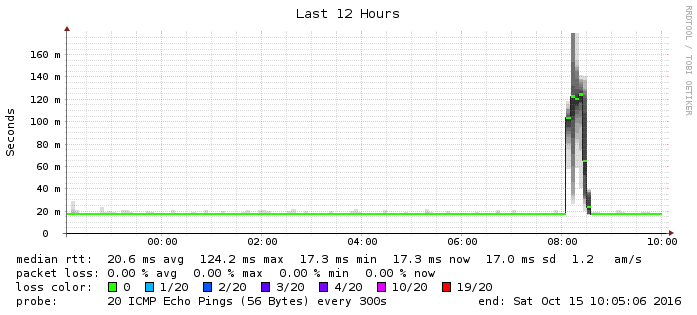 Last 12 Hours
RRDTOOL / TOBI OETIKER
Seconds
160 m
140 m
120 m
100 m
80 m
60 m
40 m
20 m
0
00:00 02:00 04:00 06:00 08:00 10:00
median rtt: 20.6 ms avg 124.2 ms max 17.3 ms min 17.3 ms now 17.0 ms sd 1.2 am/s
packet loss: 0.00 % avg 0.00 % max 0.00 % min 0.00 % now
loss color: 0 1/20 2/20 3/20 4/20 10/20 19/20
probe: 20 ICMP Echo Pings (56 Bytes) every 300s end: Sat Oct 15 10:05:06 2016